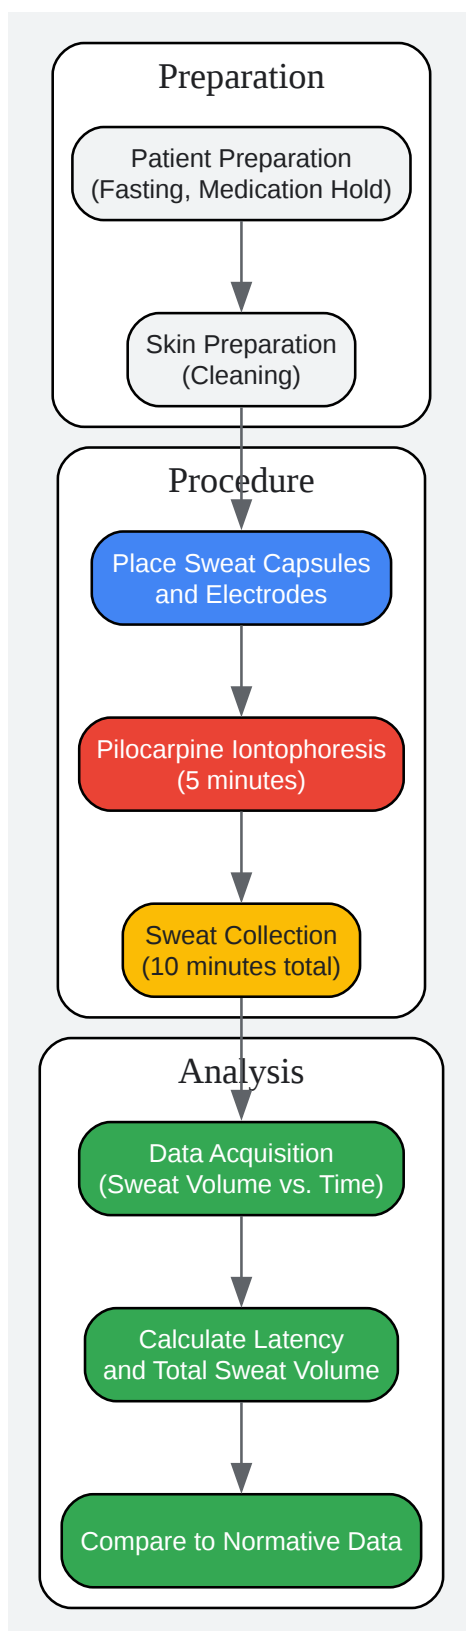 Preparation
Patient Preparation
(Fasting, Medication Hold)
Skin Preparation
(Cleaning)
Procedure
Place Sweat Capsules
and Electrodes
Pilocarpine Iontophoresis
(5 minutes)
Sweat Collection
(10 minutes total)
Analysis
Data Acquisition
(Sweat Volume vs. Time)
Calculate Latency
and Total Sweat Volume
Compare to Normative Data